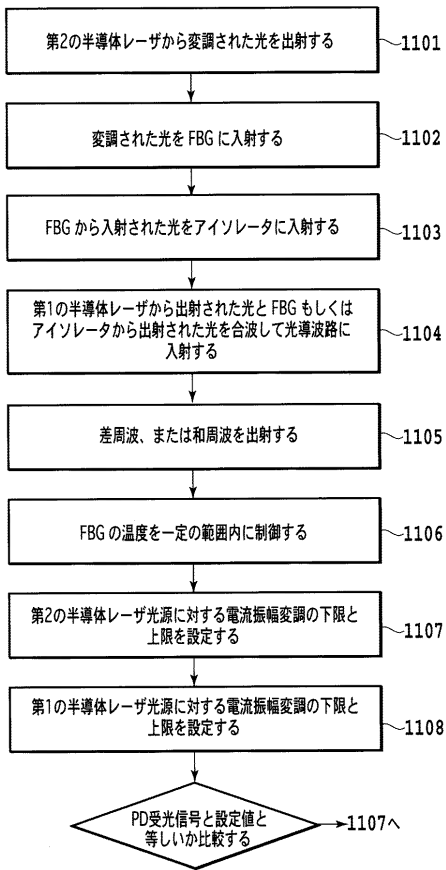 第2の半導体レーザから変調された光を出射する
1101
変調された光をFBGに入射する
1102
FBGから入射された光をアイソレータに入射する
1103
第1の半導体レーザから出射された光とFBGもしくは
アイソレータから出射された光を合波して光導波路に
入射する
1104
差周波、または和周波を出射する
1105
FBGの温度を一定の範囲内に制御する
1106
第2の半導体レーザ光源に対する電流振幅変調の下限と
上限を設定する
1107
第1の半導体レーザ光源に対する電流振幅変調の下限と
上限を設定する
1108
PD受光信号と設定値と
等しいか比較する
1107へ